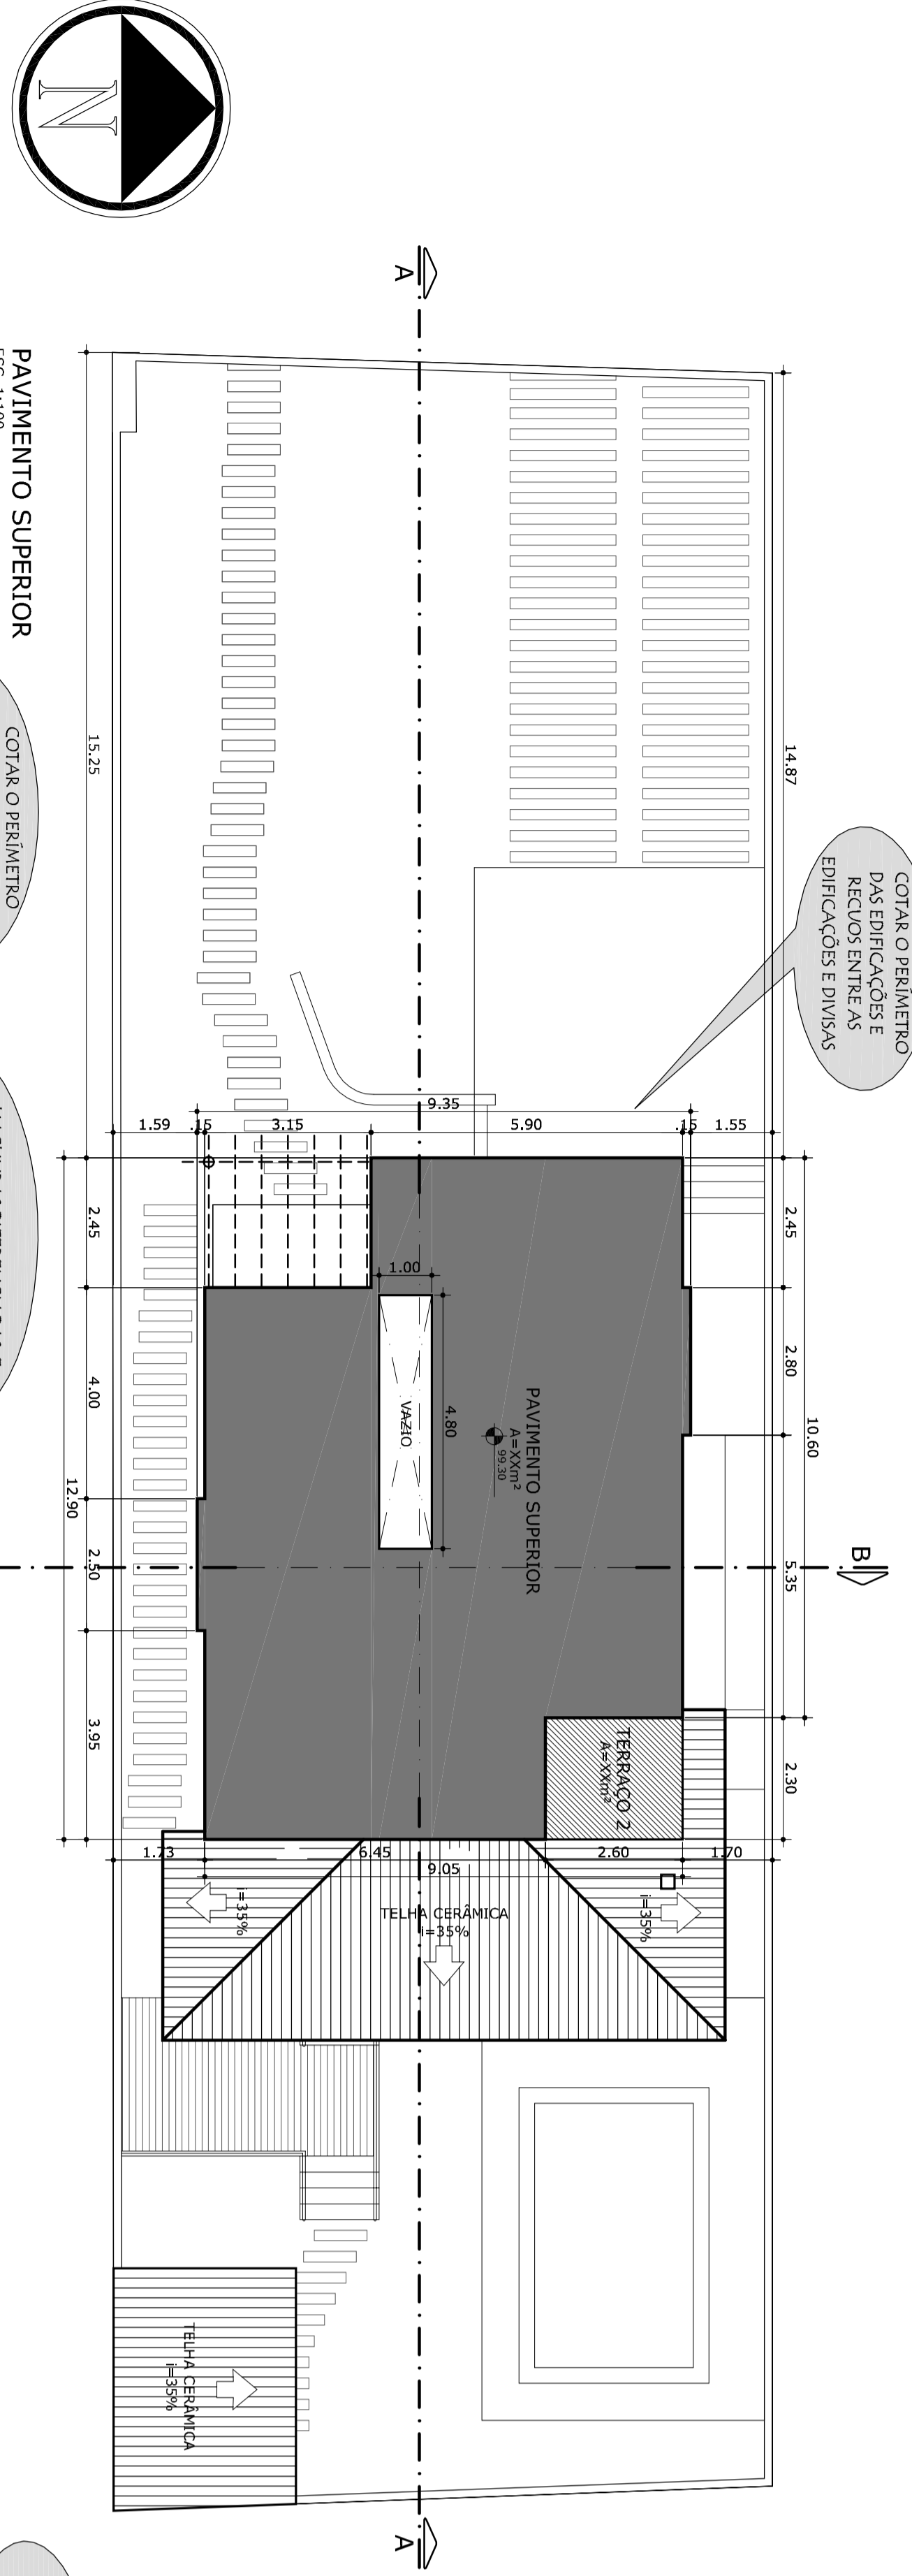 N
PAVIMENTO SUPERIOR
COTAR O PERÍMETRO
COTAR O PERÍMETRO
DAS EDIFICAÇÕES E
RECUOS ENTRE AS
EDIFICAÇÕES E DIVISAS
A
15.25
14.87
9.35
1.59
.15
3.15
5.90
.15
1.55
2.45
2.45
1.00
4.80
VAZIO
PAVIMENTO SUPERIOR
A=XXm²
99.30
4.00
2.80
10.60
12.90
2.50
B
5.35
3.95
TERRAÇO 2
A=XXm²
2.30
1.73
6.45
2.60
1.70
9.05
i=35%
TELHA CERÂMICA
i=35%
i=35%
TELHA CERÂMICA
i=35%
A